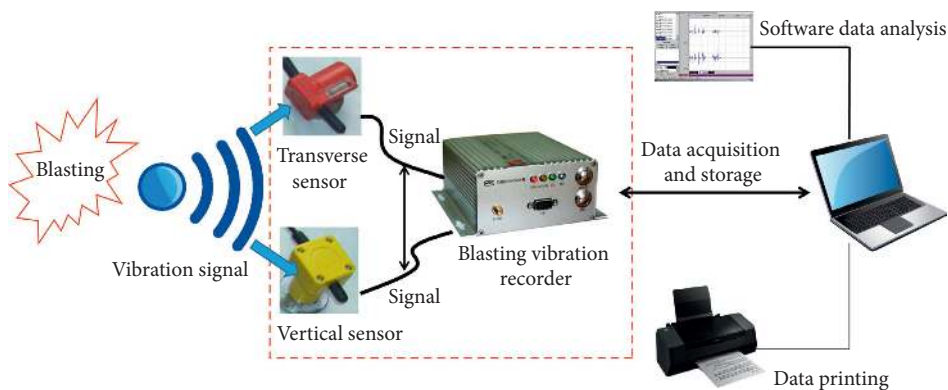 Blasting
Vibration signal
Transverse
sensor
Vertical sensor
Signal
Signal
Blasting vibration
recorder
Data acquisition
and storage
Software data analysis
Data printing